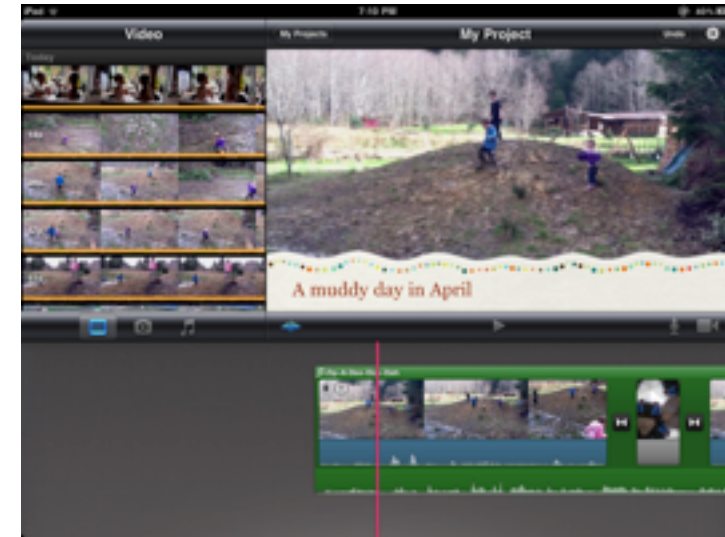 iPad
7:10 PM
Video
My Projects
My Project
Undo
Today
A muddy day in April